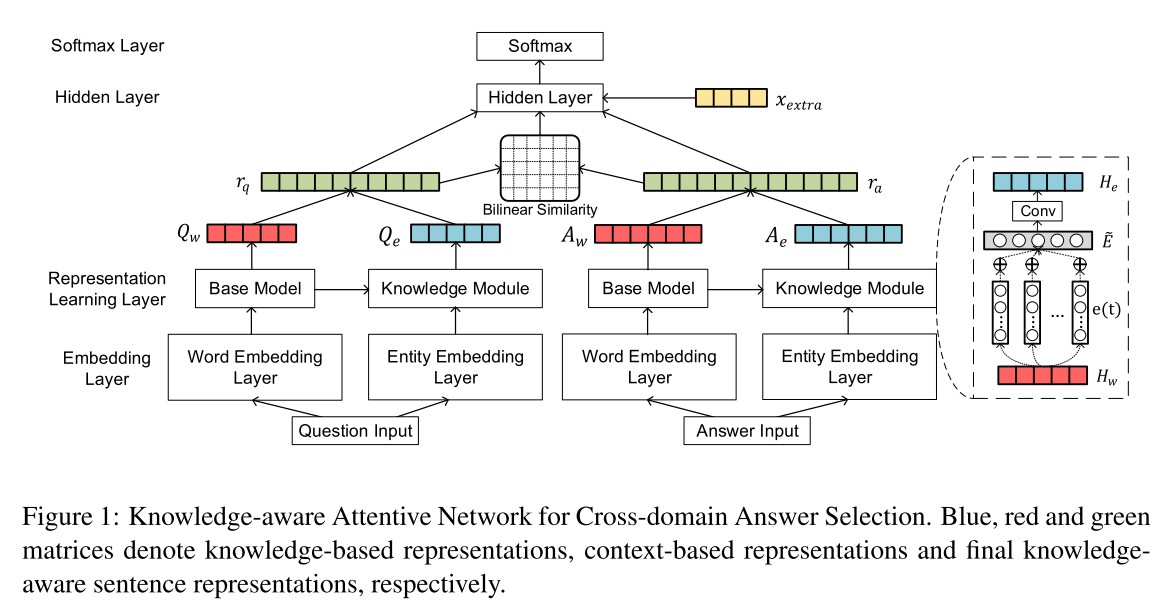 Softmax Layer
Softmax
Hidden Layer
Hidden Layer
x_extra
r_q
Bilinear Similarity
r_a
Q_w
Q_e
A_w
A_e
Representation
Learning Layer
Base Model
Knowledge Module
Base Model
Knowledge Module
Embedding
Layer
Word Embedding
Layer
Entity Embedding
Layer
Word Embedding
Layer
Entity Embedding
Layer
Question Input
Answer Input
H_e
Conv
Ẽ
...
e(t)
H_w
Figure 1: Knowledge-aware Attentive Network for Cross-domain Answer Selection. Blue, red and green
matrices denote knowledge-based representations, context-based representations and final knowledge-
aware sentence representations, respectively.